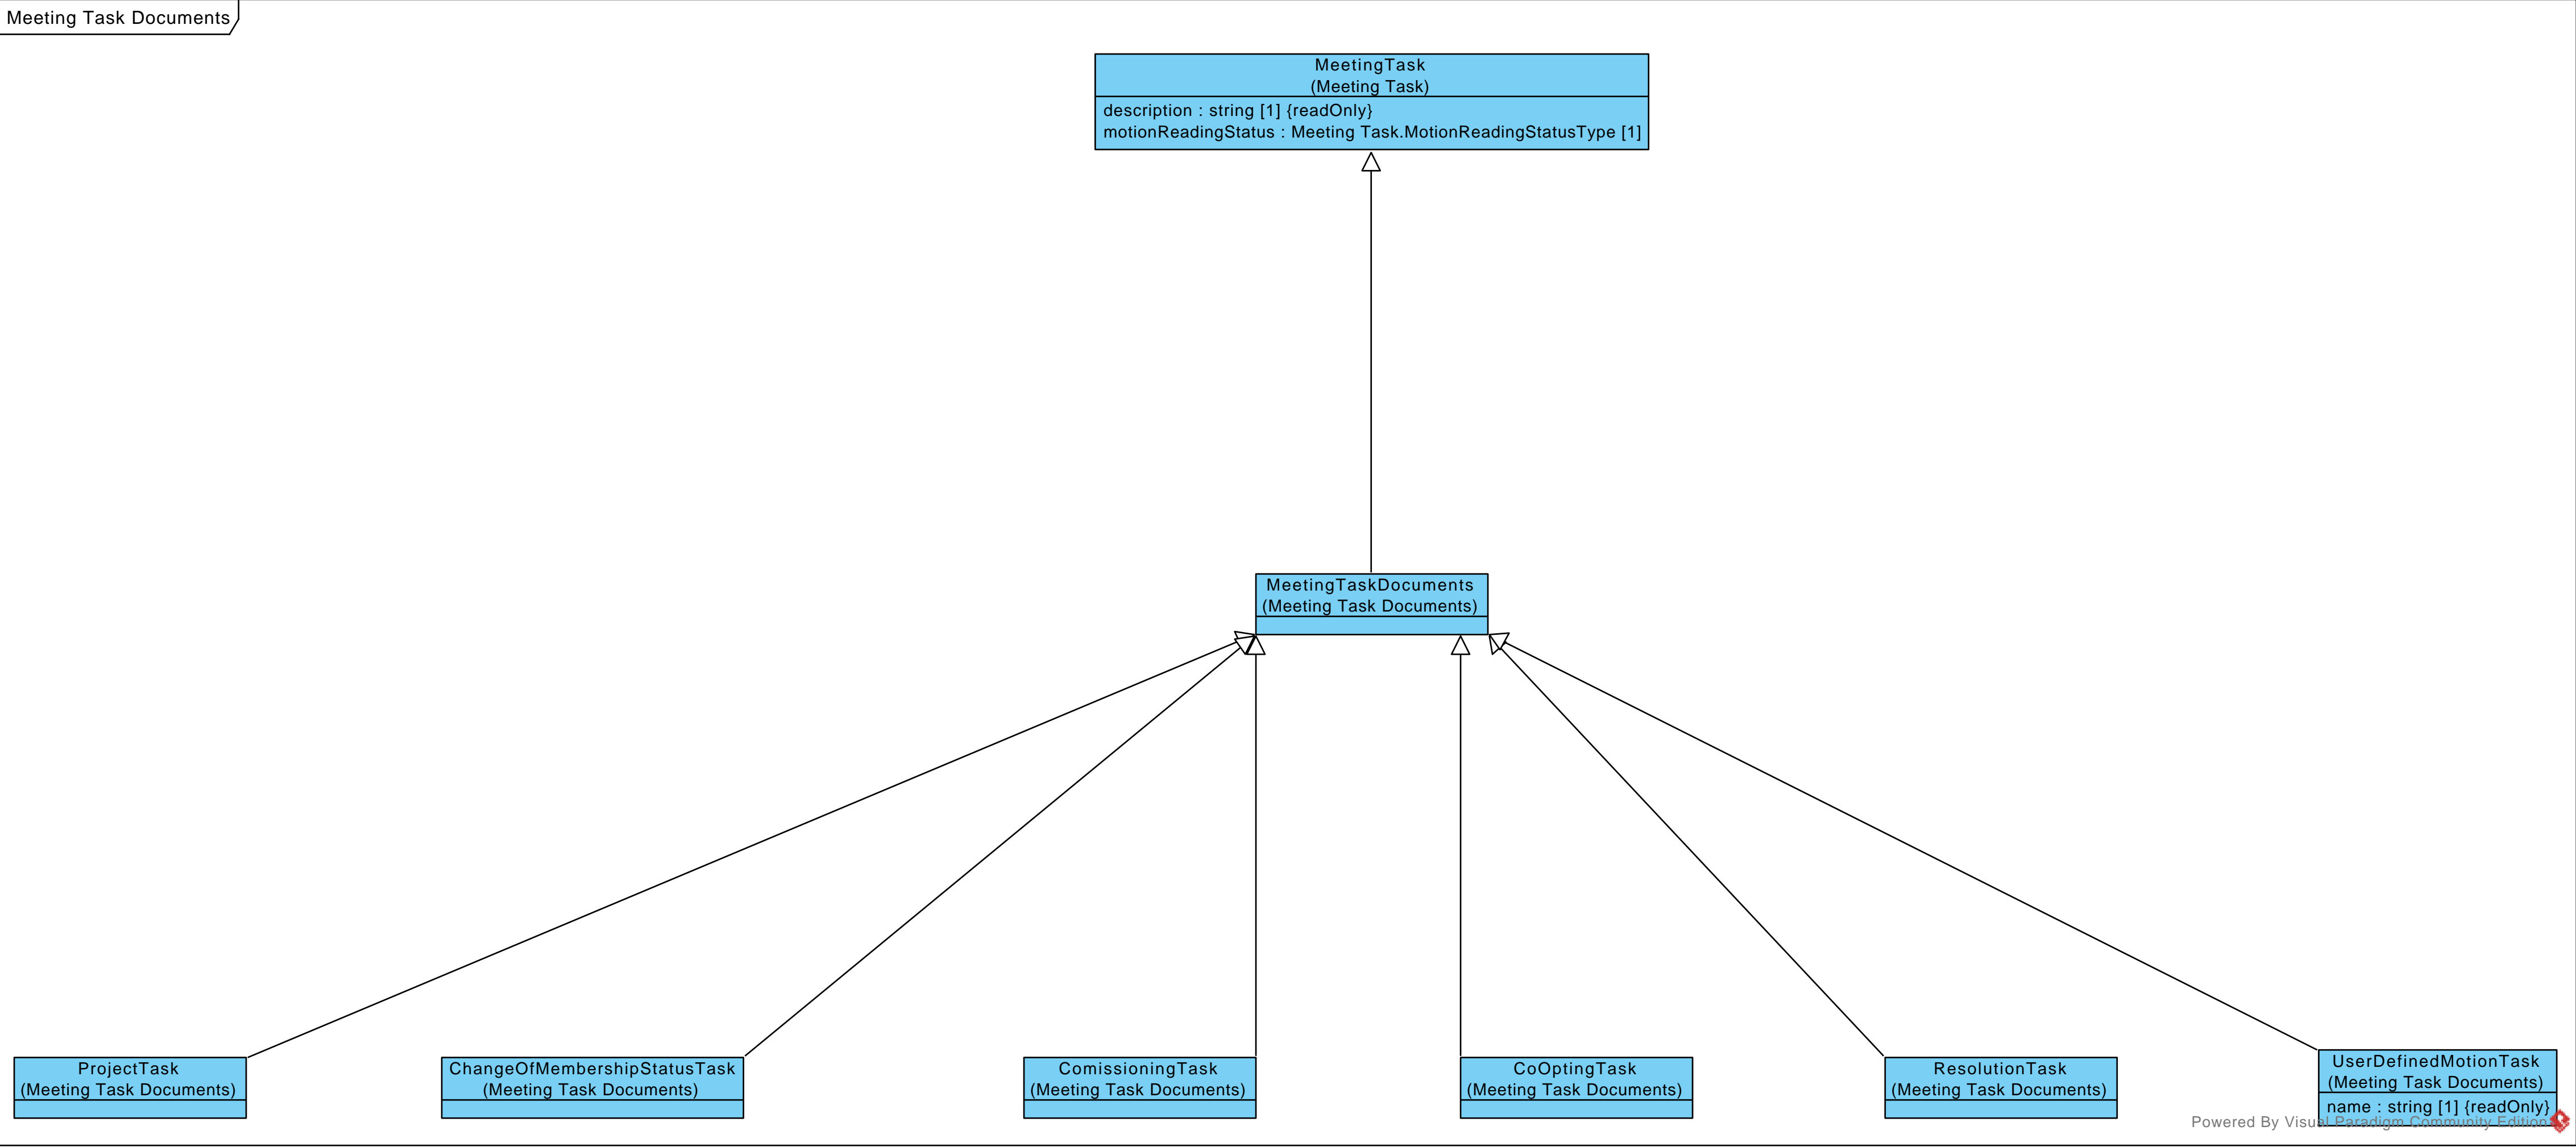 Meeting Task Documents
MeetingTask
(Meeting Task)
description : string [1] {readOnly}
motionReadingStatus : Meeting Task.MotionReadingStatusType [1]
MeetingTaskDocuments
(Meeting Task Documents)
ProjectTask
(Meeting Task Documents)
ChangeOfMembershipStatusTask
(Meeting Task Documents)
ComissioningTask
(Meeting Task Documents)
CoOptingTask
(Meeting Task Documents)
ResolutionTask
(Meeting Task Documents)
UserDefinedMotionTask
(Meeting Task Documents)
name : string [1] {readOnly}
Powered By Visual Paradigm Community Edition